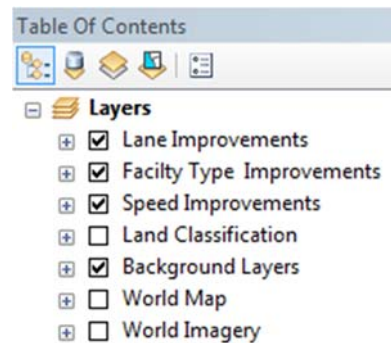 Table Of Contents
Layers
Lane Improvements
Facilty Type Improvements
Speed Improvements
Land Classification
Background Layers
World Map
World Imagery